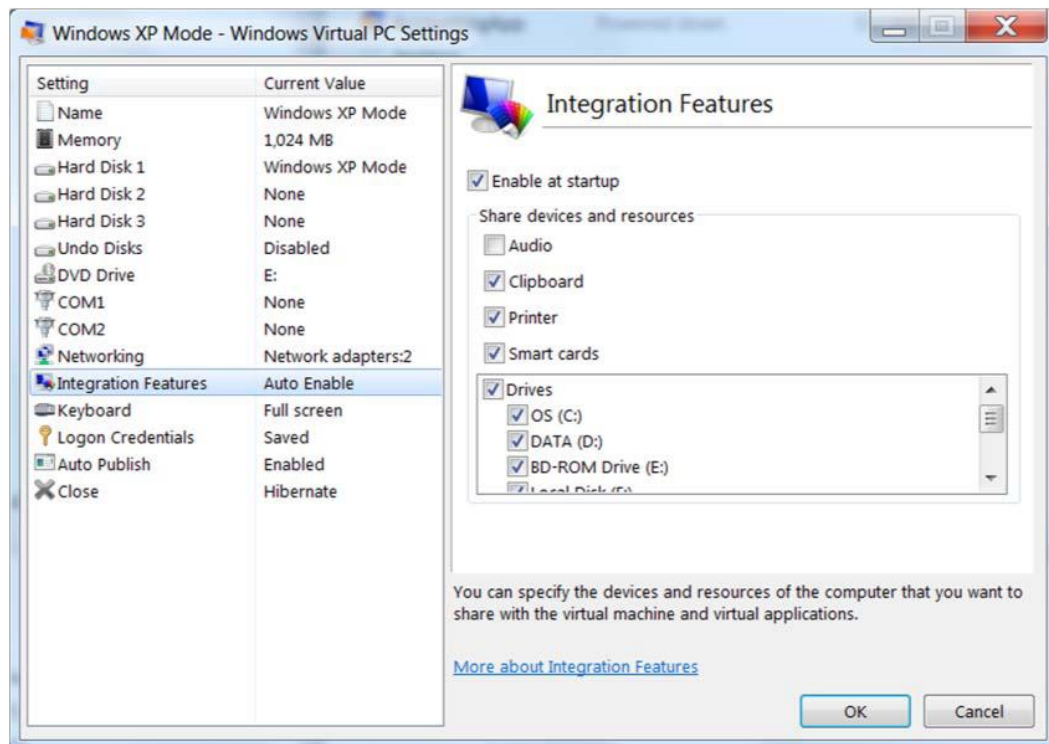 Windows XP Mode - Windows Virtual PC Settings
Setting Current Value
Name Windows XP Mode
Memory 1,024 MB
Hard Disk 1 Windows XP Mode
Hard Disk 2 None
Hard Disk 3 None
Undo Disks Disabled
DVD Drive E:
COM1 None
COM2 None
Networking Network adapters:2
Integration Features Auto Enable
Keyboard Full screen
Logon Credentials Saved
Auto Publish Enabled
Close Hibernate
Integration Features
Enable at startup
Share devices and resources
Audio
Clipboard
Printer
Smart cards
Drives
OS (C:)
DATA (D:)
BD-ROM Drive (E:)
Local Disk
You can specify the devices and resources of the computer that you want to
share with the virtual machine and virtual applications.
More about Integration Features
OK Cancel